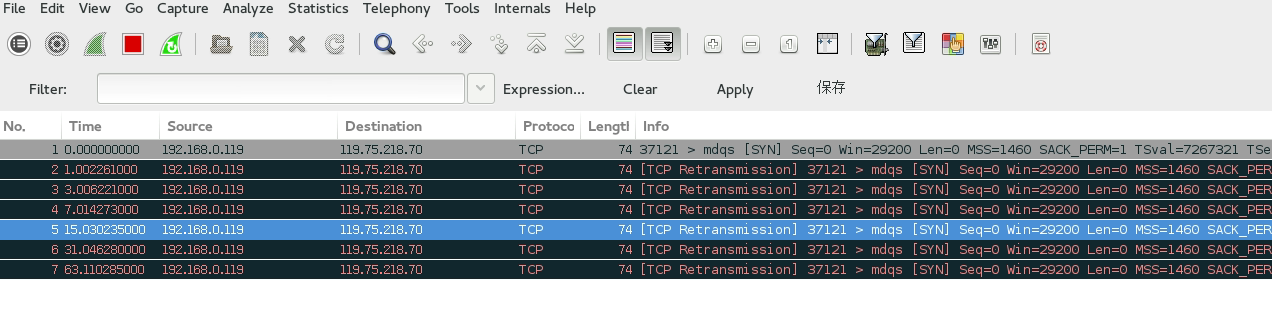 File Edit View Go Capture Analyze Statistics Telephony Tools Internals Help
Filter: Expression... Clear Apply 保存
No. Time Source Destination Protoco Lengtl Info
1 0.000000000 192.168.0.119 119.75.218.70 TCP 74 37121 > mdqs [SYN] Seq=0 Win=29200 Len=0 MSS=1460 SACK_PERM=1 TSval=7267321 TSe
2 1.002261000 192.168.0.119 119.75.218.70 TCP 74 [TCP Retransmission] 37121 > mdqs [SYN] Seq=0 Win=29200 Len=0 MSS=1460 SACK_PER
3 3.006221000 192.168.0.119 119.75.218.70 TCP 74 [TCP Retransmission] 37121 > mdqs [SYN] Seq=0 Win=29200 Len=0 MSS=1460 SACK_PER
4 7.014273000 192.168.0.119 119.75.218.70 TCP 74 [TCP Retransmission] 37121 > mdqs [SYN] Seq=0 Win=29200 Len=0 MSS=1460 SACK_PER
5 15.030235000 192.168.0.119 119.75.218.70 TCP 74 [TCP Retransmission] 37121 > mdqs [SYN] Seq=0 Win=29200 Len=0 MSS=1460 SACK_PER
6 31.046280000 192.168.0.119 119.75.218.70 TCP 74 [TCP Retransmission] 37121 > mdqs [SYN] Seq=0 Win=29200 Len=0 MSS=1460 SACK_PER
7 63.110285000 192.168.0.119 119.75.218.70 TCP 74 [TCP Retransmission] 37121 > mdqs [SYN] Seq=0 Win=29200 Len=0 MSS=1460 SACK_PER